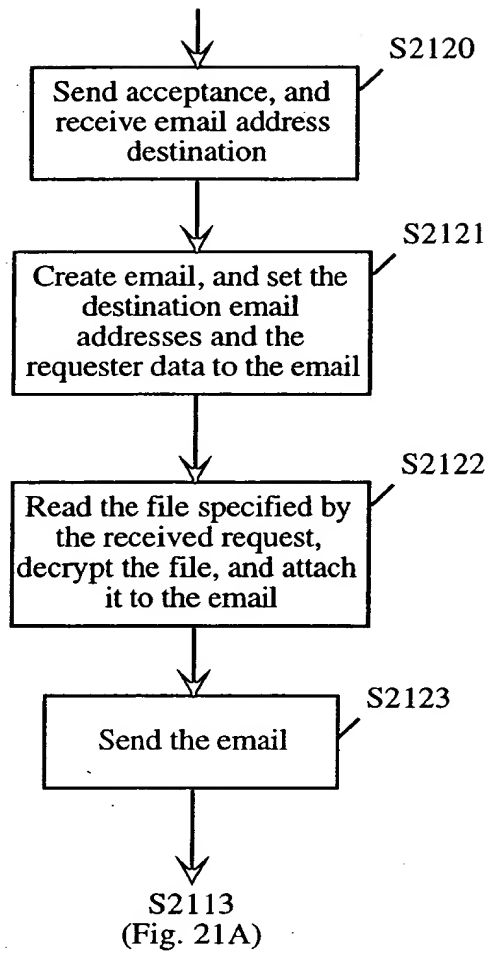 S2120
Send acceptance, and
receive email address
destination
S2121
Create email, and set the
destination email
addresses and the
requester data to the email
S2122
Read the file specified by
the received request,
decrypt the file, and attach
it to the email
S2123
Send the email
S2113
(Fig. 21A)